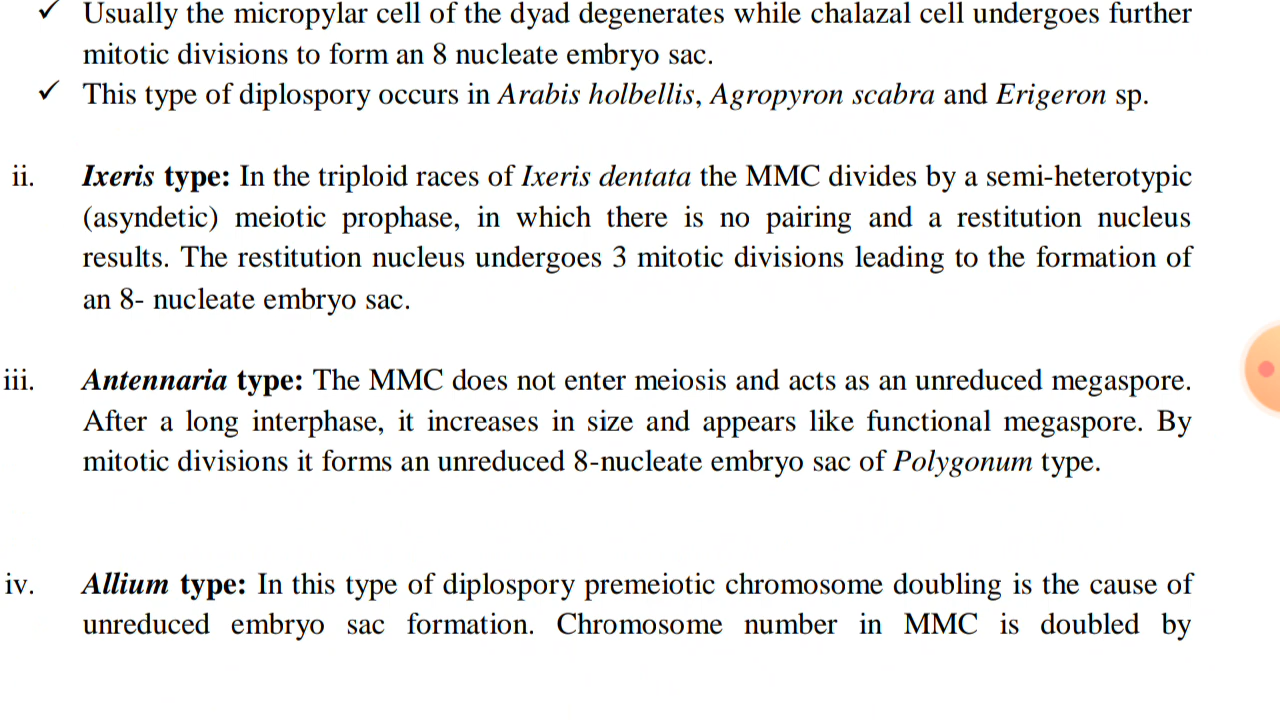 ✓ Usually the micropylar cell of the dyad degenerates while chalazal cell undergoes further
mitotic divisions to form an 8 nucleate embryo sac.
✓ This type of diplospory occurs in Arabis holbellis, Agropyron scabra and Erigeron sp.
ii. Ixeris type: In the triploid races of Ixeris dentata the MMC divides by a semi-heterotypic
(asyndetic) meiotic prophase, in which there is no pairing and a restitution nucleus
results. The restitution nucleus undergoes 3 mitotic divisions leading to the formation of
an 8- nucleate embryo sac.
iii. Antennaria type: The MMC does not enter meiosis and acts as an unreduced megaspore.
After a long interphase, it increases in size and appears like functional megaspore. By
mitotic divisions it forms an unreduced 8-nucleate embryo sac of Polygonum type.
iv. Allium type: In this type of diplospory premeiotic chromosome doubling is the cause of
unreduced embryo sac formation. Chromosome number in MMC is doubled by